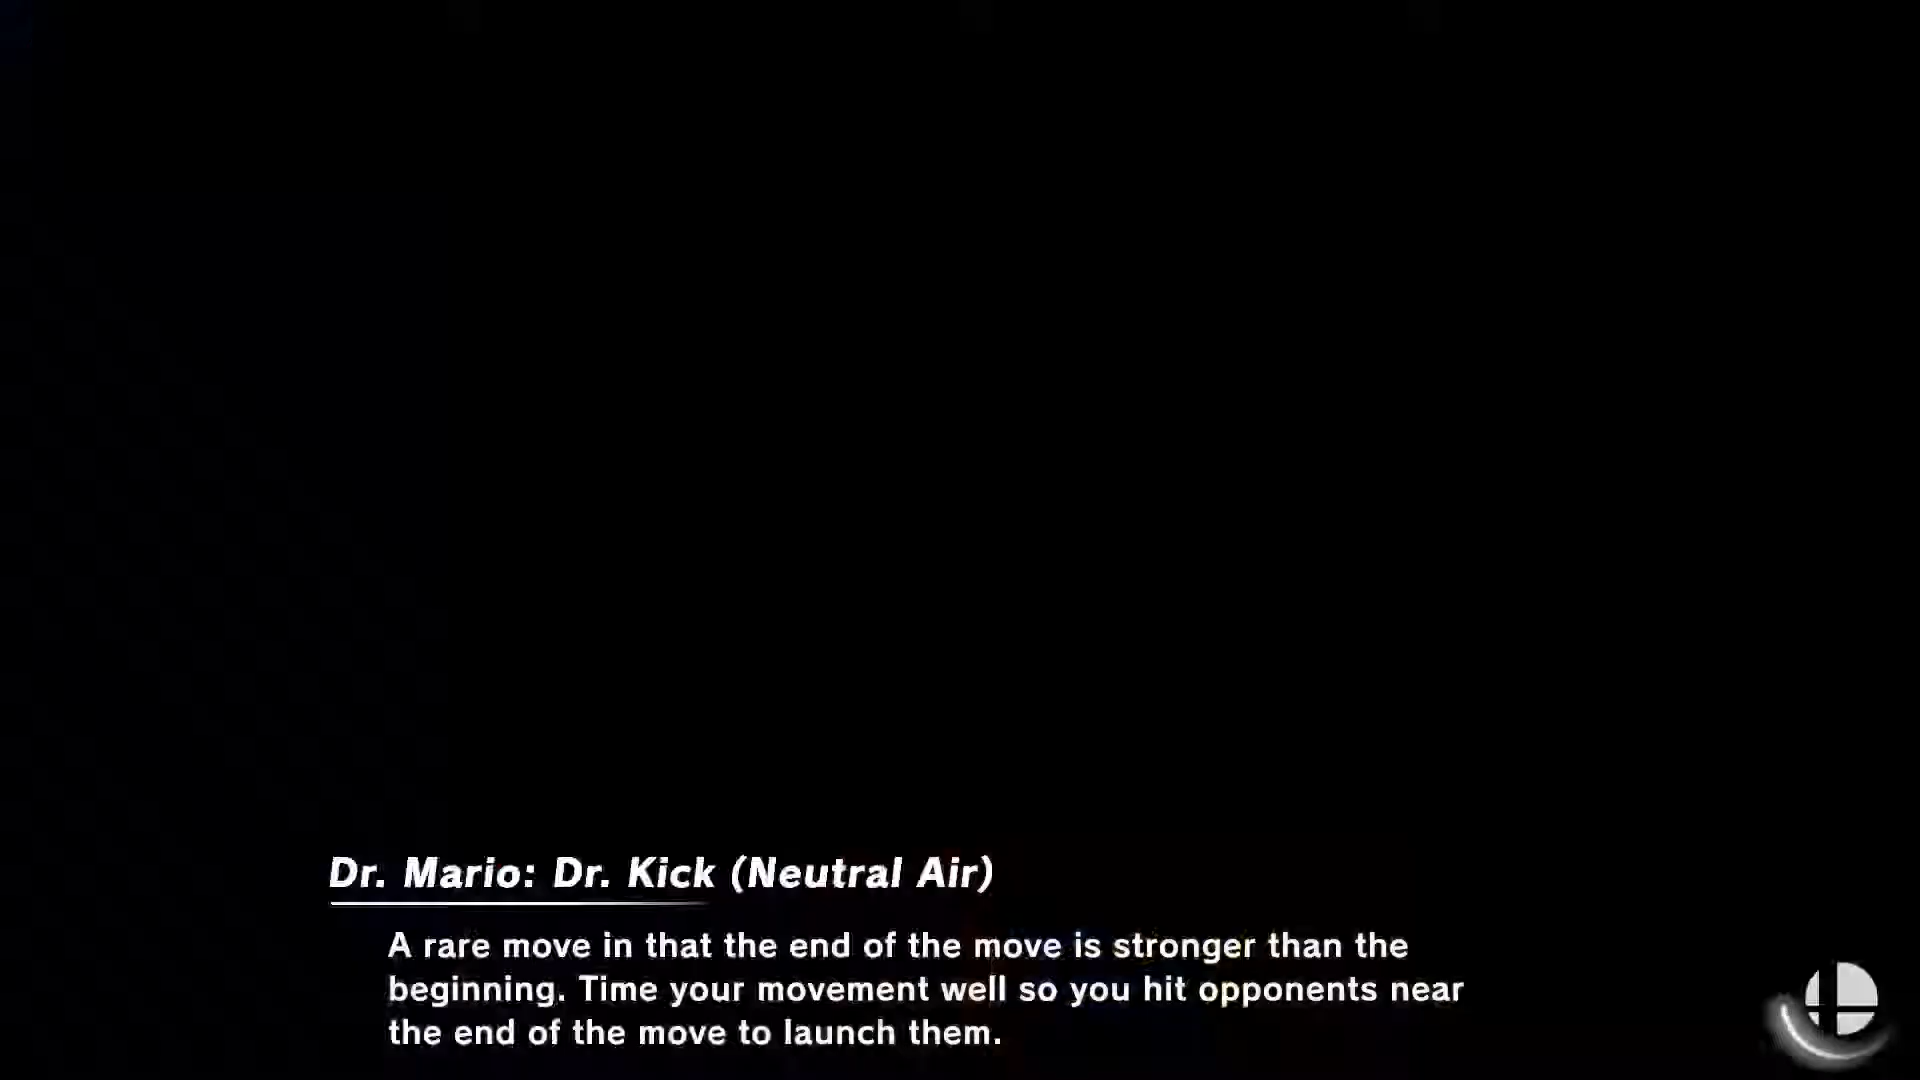 Dr. Mario: Dr. Kick (Neutral Air)
A rare move in that the end of the move is stronger than the
beginning. Time your movement well so you hit opponents near
the end of the move to launch them.